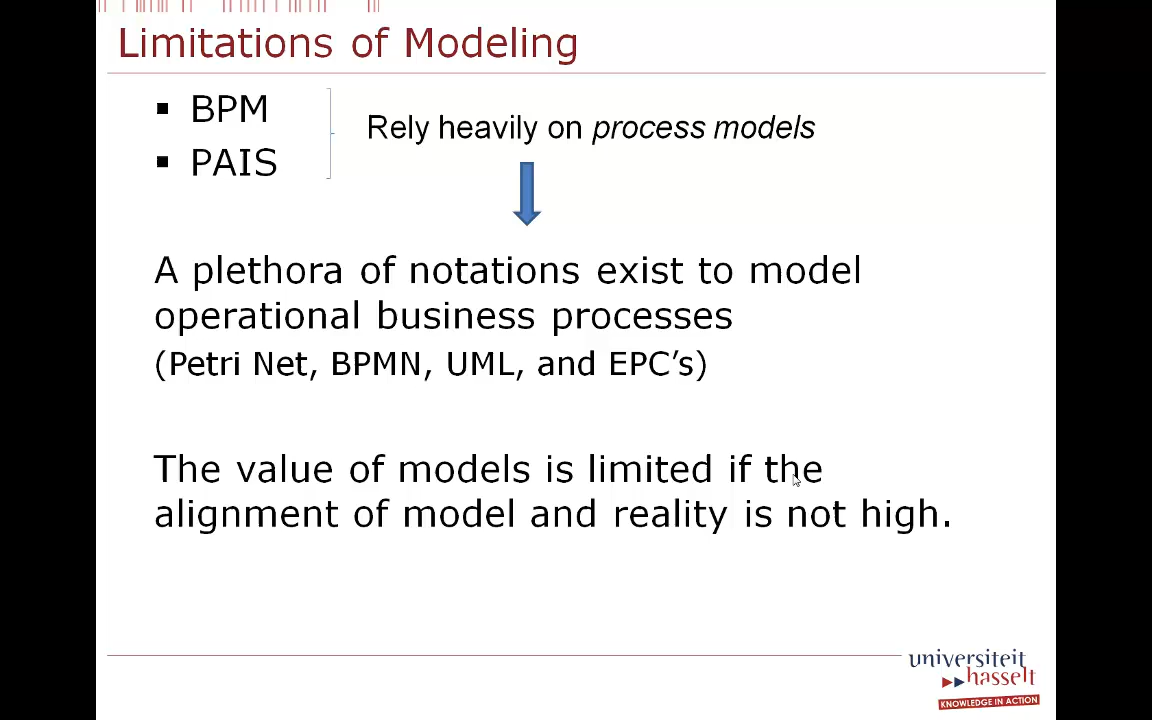 Limitations of Modeling
▪ BPM
▪ PAIS
Rely heavily on process models
A plethora of notations exist to model
operational business processes
(Petri Net, BPMN, UML, and EPC’s)
The value of models is limited if the
alignment of model and reality is not high.
universiteit
hasselt
KNOWLEDGE IN ACTION